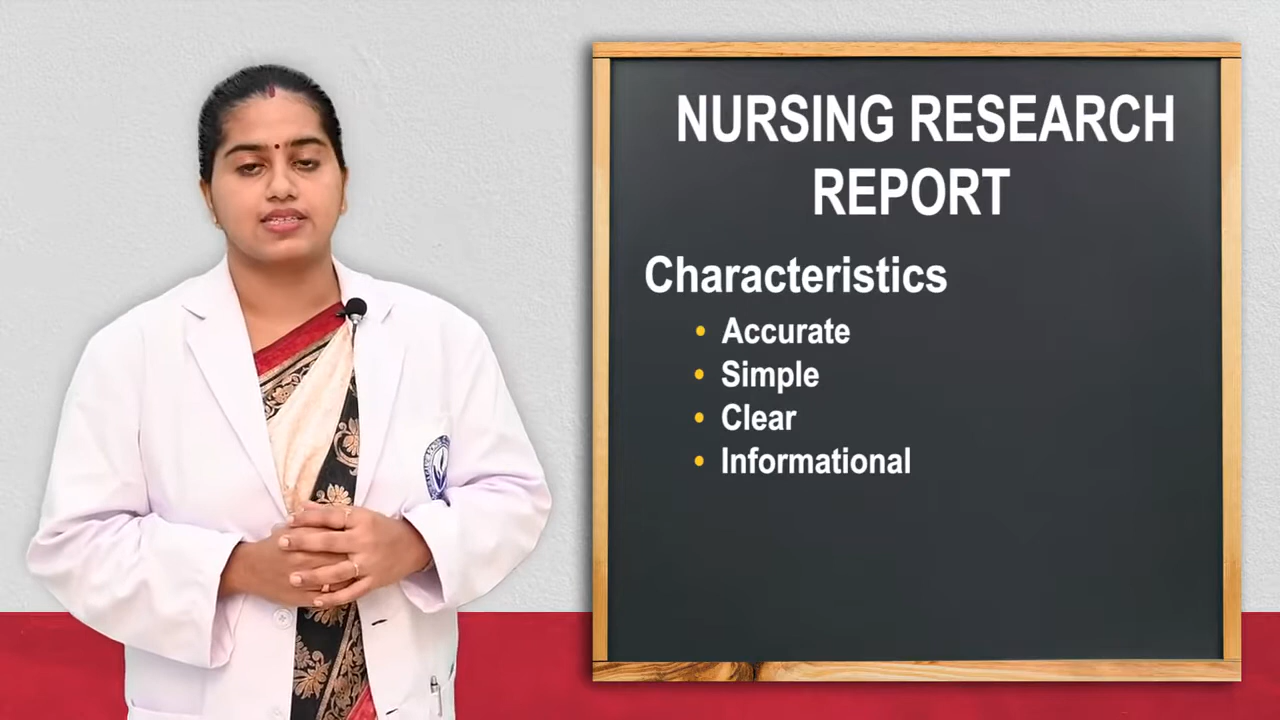 NURSING RESEARCH
REPORT
Characteristics
• Accurate
• Simple
• Clear
• Informational